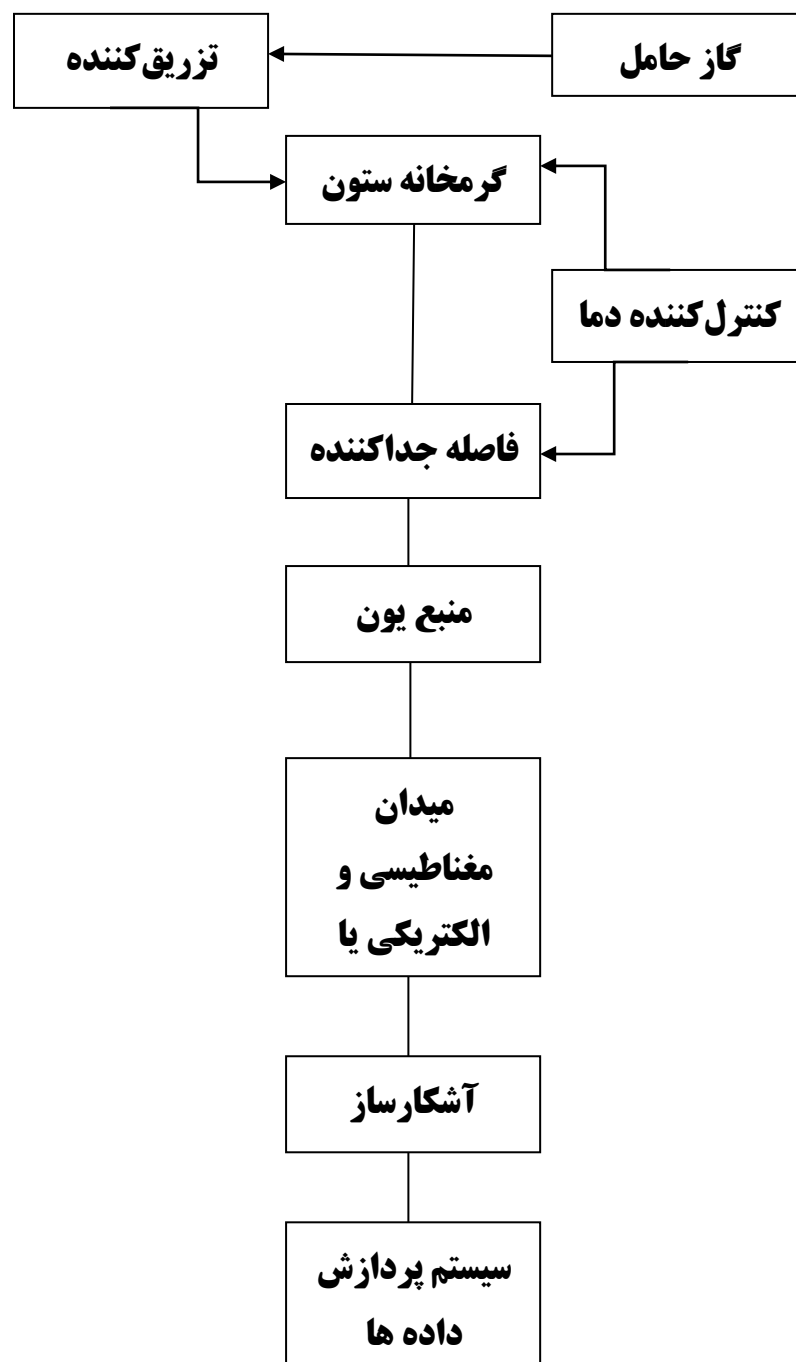 گاز حامل
تزریق‌کننده
گرمخانه ستون
کنترل‌کننده دما
فاصله جداکننده
منبع یون
میدان
مغناطیسی و
الکتریکی یا
آشکارساز
سیستم پردازش
داده ها